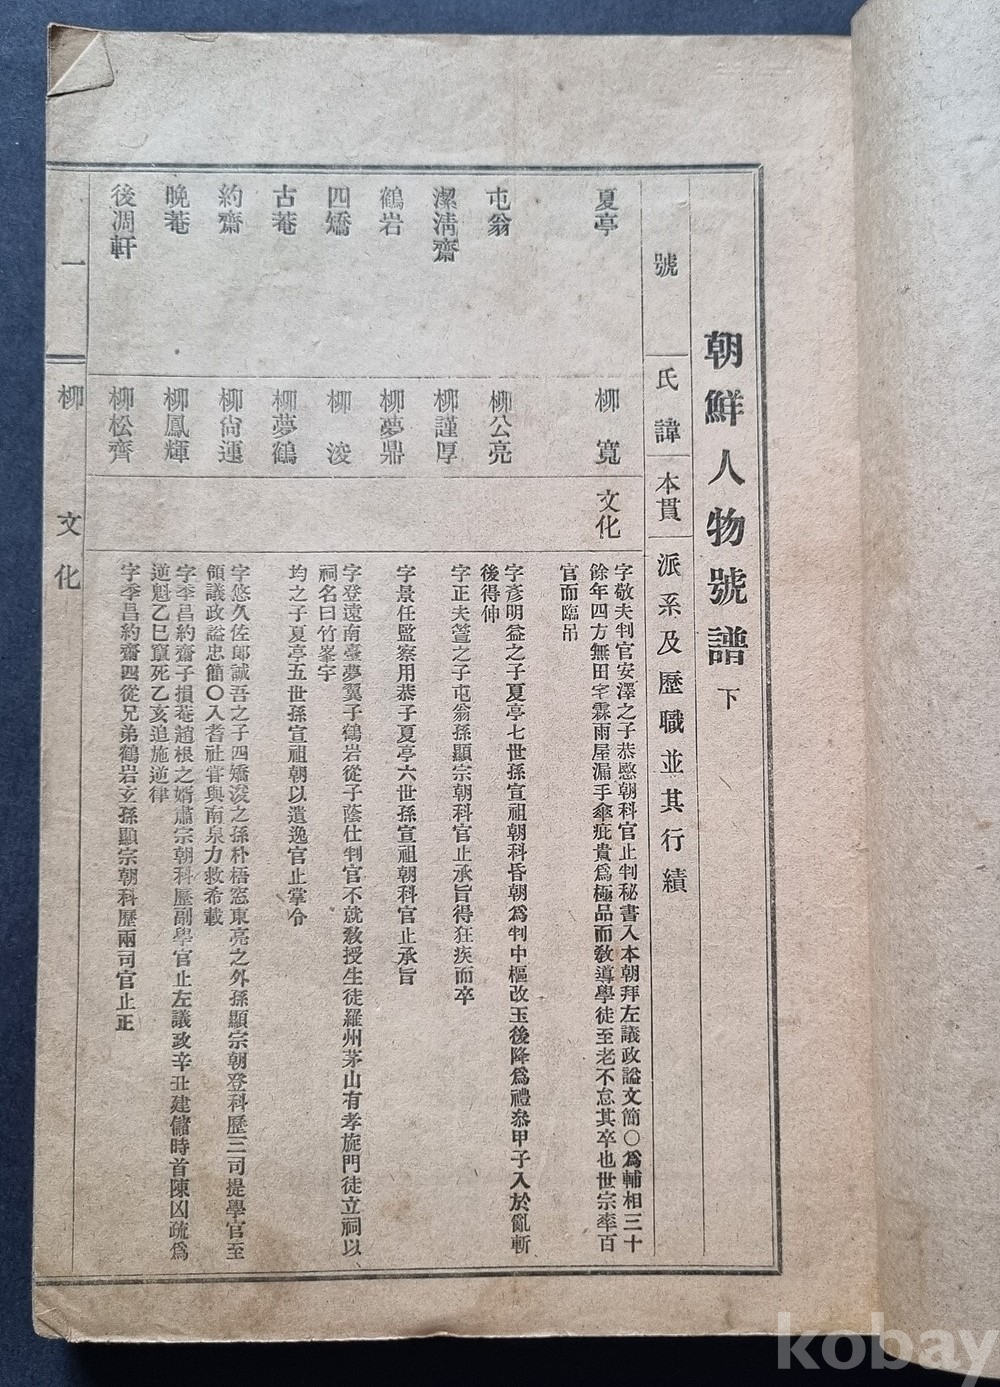 朝鮮人物號譜 下
號 氏諱 本貫 派系及歷職並其行績
夏亭 柳寬 文化 字敬夫判官安澤之子恭愍朝科官止判秘書入本朝拜左議政諡文簡〇爲輔相三十
餘年四方無田宅霖雨屋漏手傘庇貴爲極品而敎導學徒至老不怠其卒也世宗率百
官而臨吊
屯翁 柳公亮 字彥明益之子夏亭七世孫宣祖朝科昏朝爲判中樞改玉後降爲禮叅甲子入於亂斬
後得伸
潔淸齋 柳謹厚 字正夫萱之子屯翁孫顯宗朝科官止承旨得狂疾而卒
鶴岩 柳夢鼎 字景任監察用恭子夏亭六世孫宣祖朝科官止承旨
四矯 柳浚 字登遠南臺夢翼子鶴岩從子蔭仕判官不就敎授生徒羅州茅山有孝旋門徒立祠以
祠名曰竹峯宇
古菴 柳夢鶴 均之子夏亭五世孫宣祖朝以遺逸官止掌令
約齋 柳尙運 字悠久佐郞誠吾之子四矯浚之孫朴梧窓東亮之外孫顯宗朝登科歷三司提學官至
領議政諡忠簡〇入耆社嘗與南泉力救希載
晩菴 柳鳳輝 字季昌約齋子損菴趙根之婿肅宗朝科歷副學官止左議政辛丑建儲時首陳凶疏爲
逆魁乙巳竄死乙亥追施逆律
後凋軒 柳松齊 字季昌約齋四從兄弟鶴岩玄孫顯宗朝科歷兩司官止正
一 柳 文化
kobay